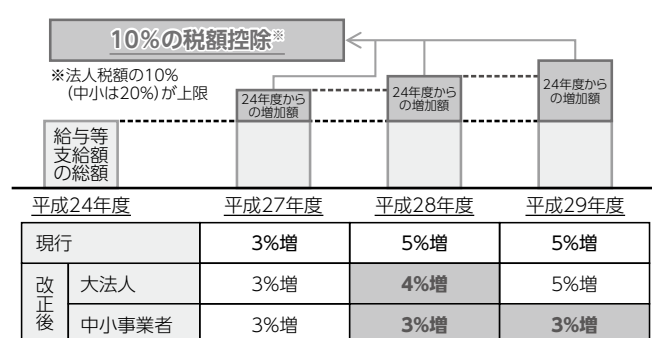 10%の税額控除※
※法人税額の10%
(中小は20%)が上限
給与等
支給額
の総額
24年度から
の増加額
24年度から
の増加額
24年度から
の増加額
平成24年度 平成27年度 平成28年度 平成29年度
現行 3%増 5%増 5%増
改正後
大法人 3%増 4%増 5%増
中小事業者 3%増 3%増 3%増